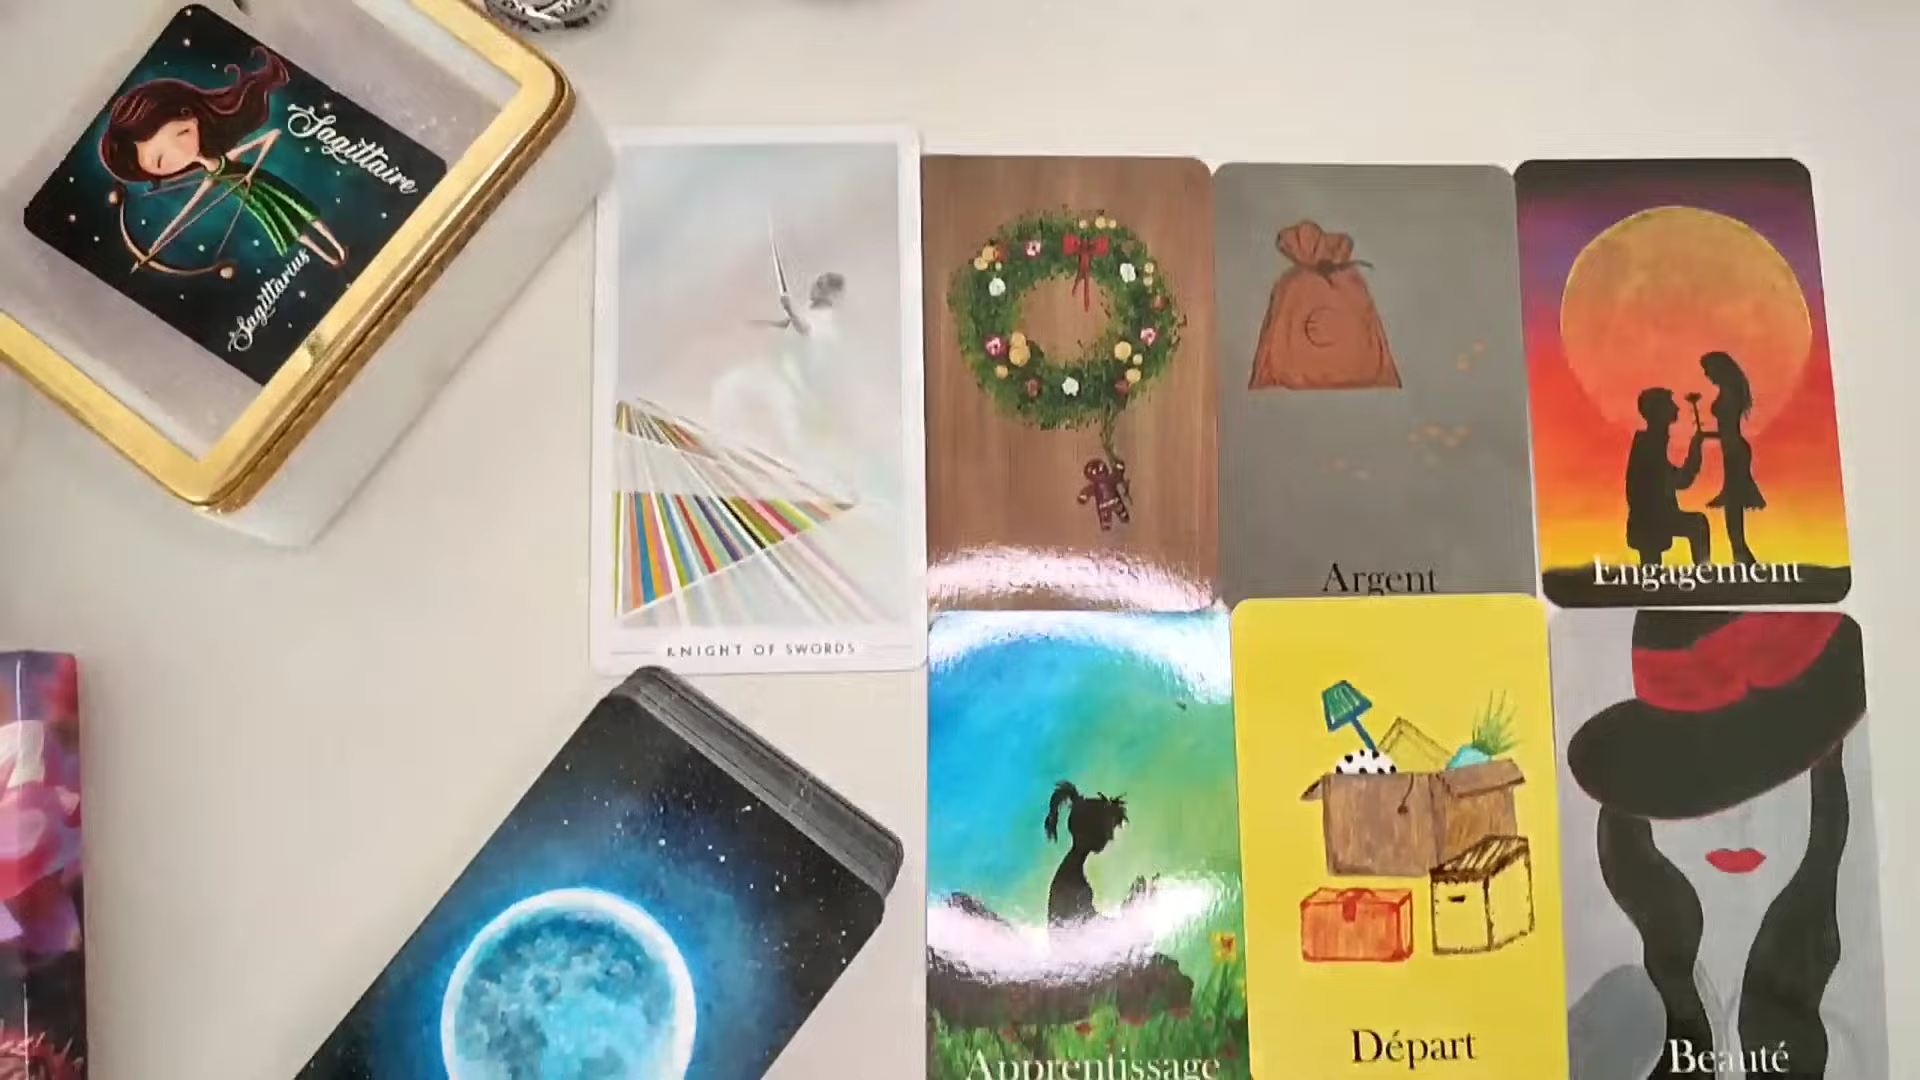 Sagittaire
Sagittarius
KNIGHT OF SWORDS
Argent
Engagement
Apprentissage
Départ
Beauté